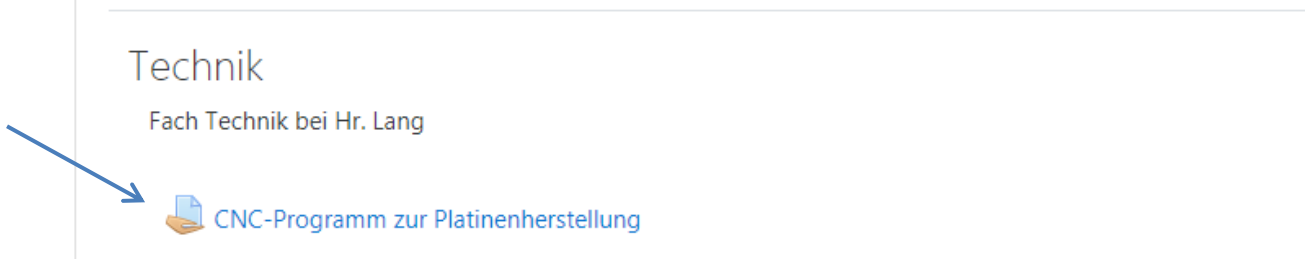 Technik
Fach Technik bei Hr. Lang
CNC-Programm zur Platinenherstellung